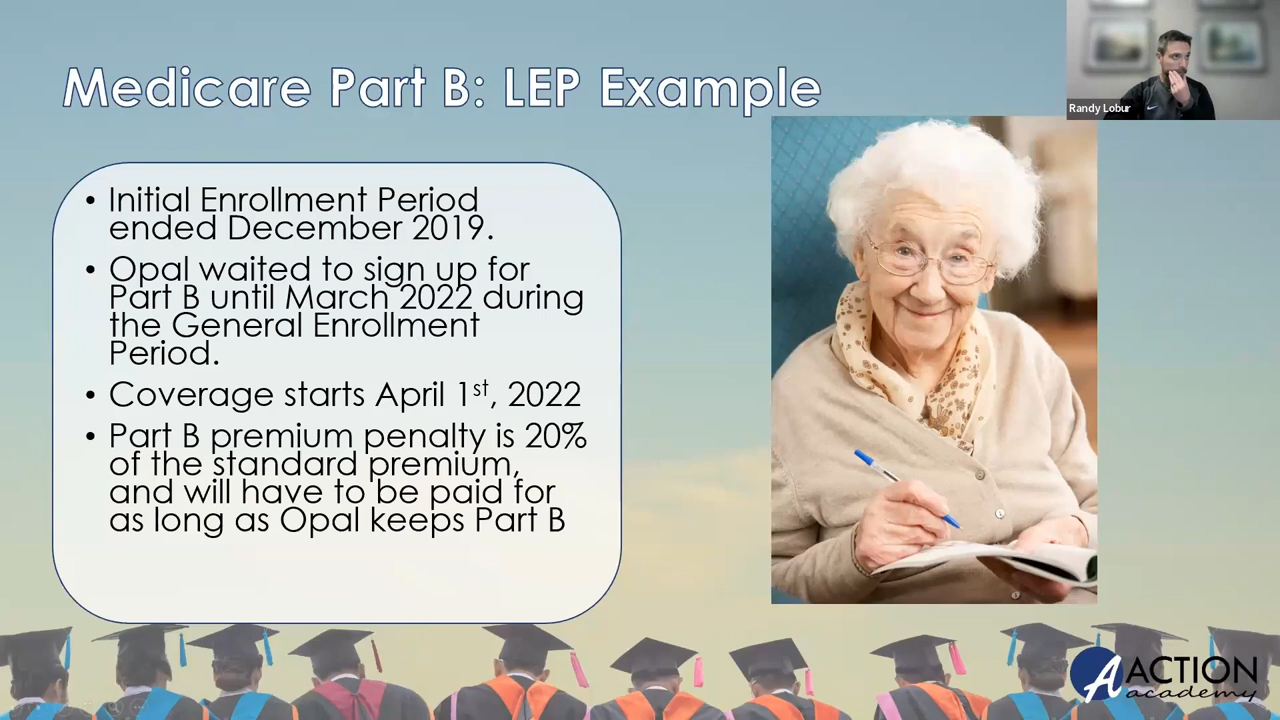 Medicare Part B: LEP Example
Randy Lobur
• Initial Enrollment Period
ended December 2019.
• Opal waited to sign up for
Part B until March 2022 during
the General Enrollment
Period.
• Coverage starts April 1st, 2022
• Part B premium penalty is 20%
of the standard premium,
and will have to be paid for
as long as Opal keeps Part B
A ACTION
academy